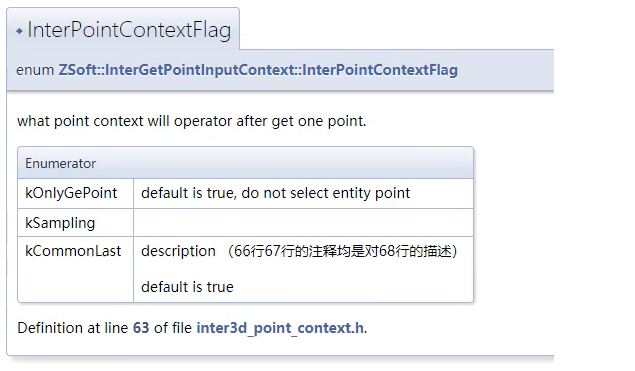 InterPointContextFlag
enum ZSoft::InterGetPointInputContext::InterPointContextFlag
what point context will operator after get one point.
Enumerator
kOnlyGePoint default is true, do not select entity point
kSampling
kCommonLast description （66行67行的注释均是对68行的描述）
default is true
Definition at line 63 of file inter3d_point_context.h.